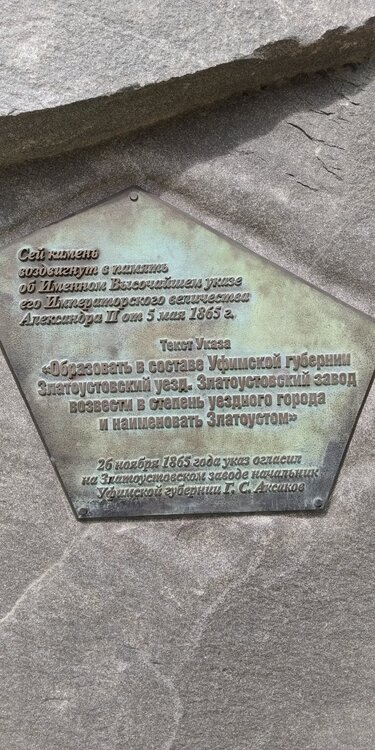 Сей камень
воздвигнут в память
об Именном Высочайшем указе
его Императорского величества
Александра II от 5 мая 1865 г.
Текст Указа
«Образовать в составе Уфимской губернии
Златоустовский уезд. Златоустовский завод
возвести в степень уездного города
и наименовать Златоустом»
26 ноября 1865 года указ огласил
на Златоустовском заводе начальник
Уфимской губернии Г. С. Аксаков